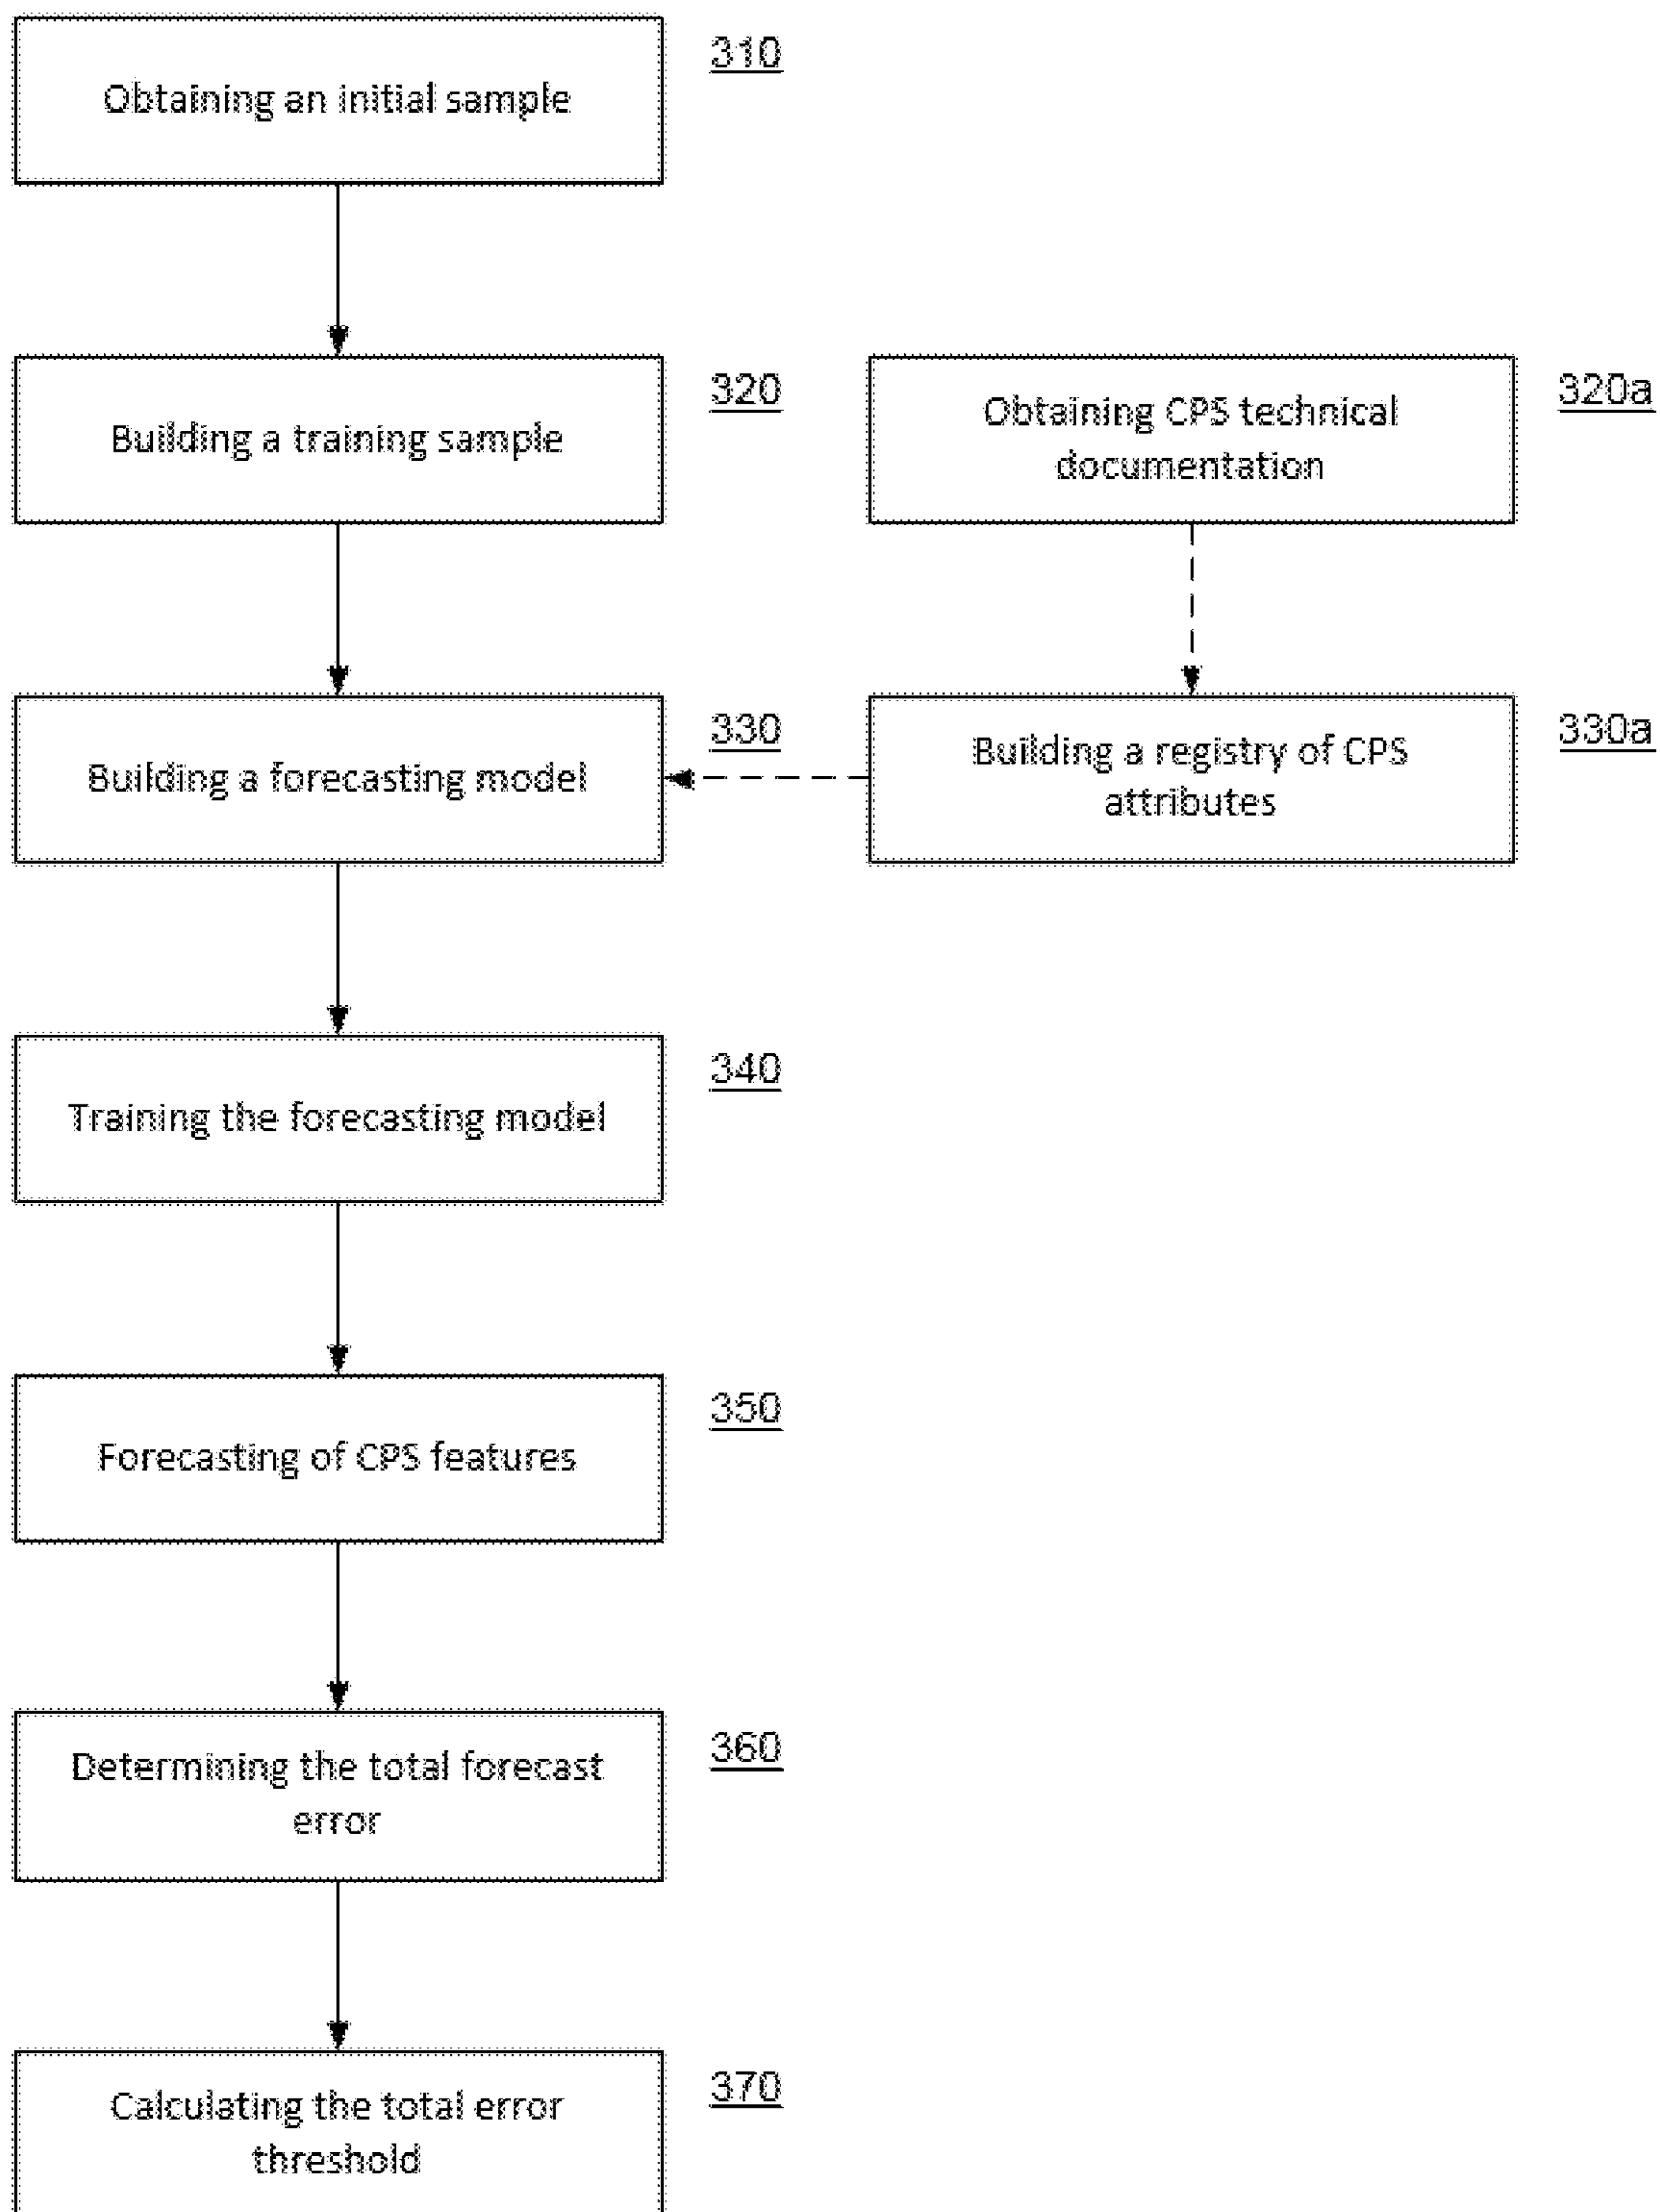 310
Obtaining an initial sample
320
Building a training sample
320a
Obtaining CPS technical
documentation
330
Building a forecasting model
330a
Building a registry of CPS
attributes
340
Training the forecasting model
350
Forecasting of CPS features
360
Determining the total forecast
error
370
Calculating the total error
threshold